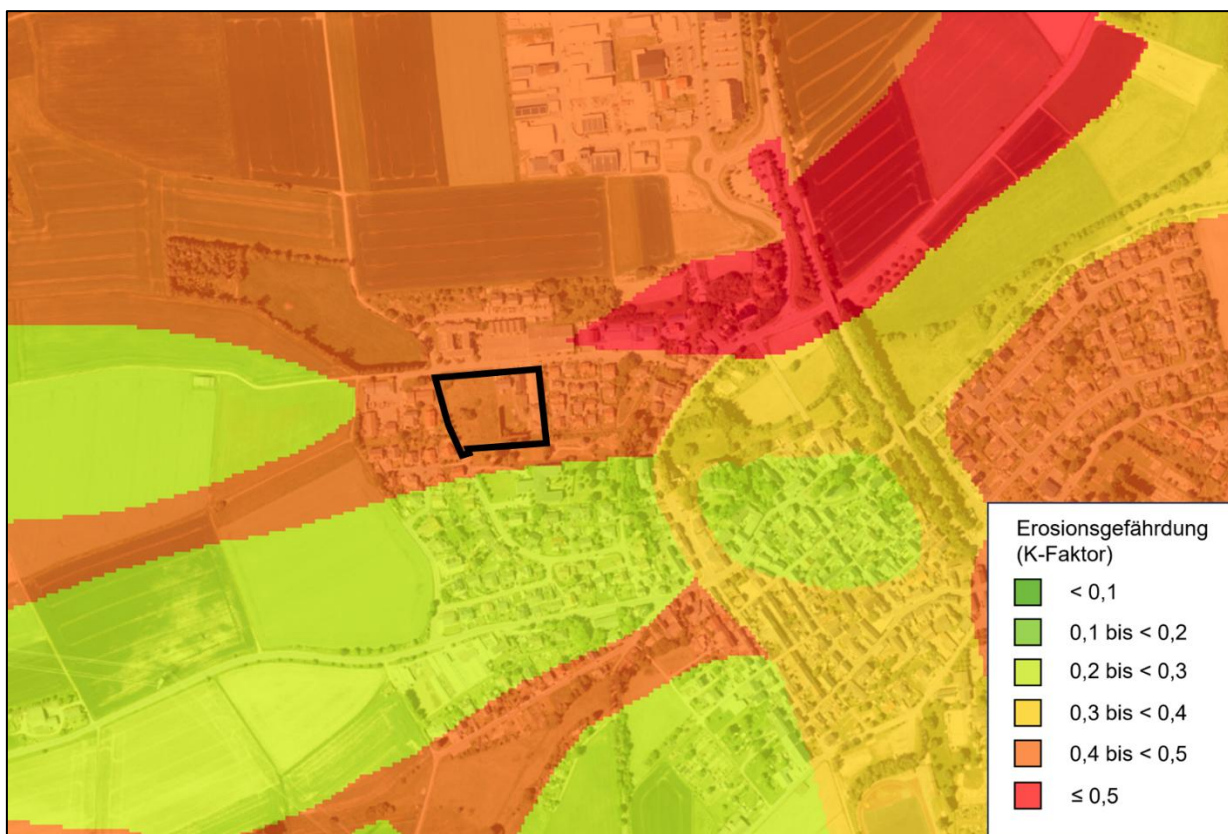 Erosionsgefährdung
(K-Faktor)
< 0,1
0,1 bis < 0,2
0,2 bis < 0,3
0,3 bis < 0,4
0,4 bis < 0,5
≤ 0,5